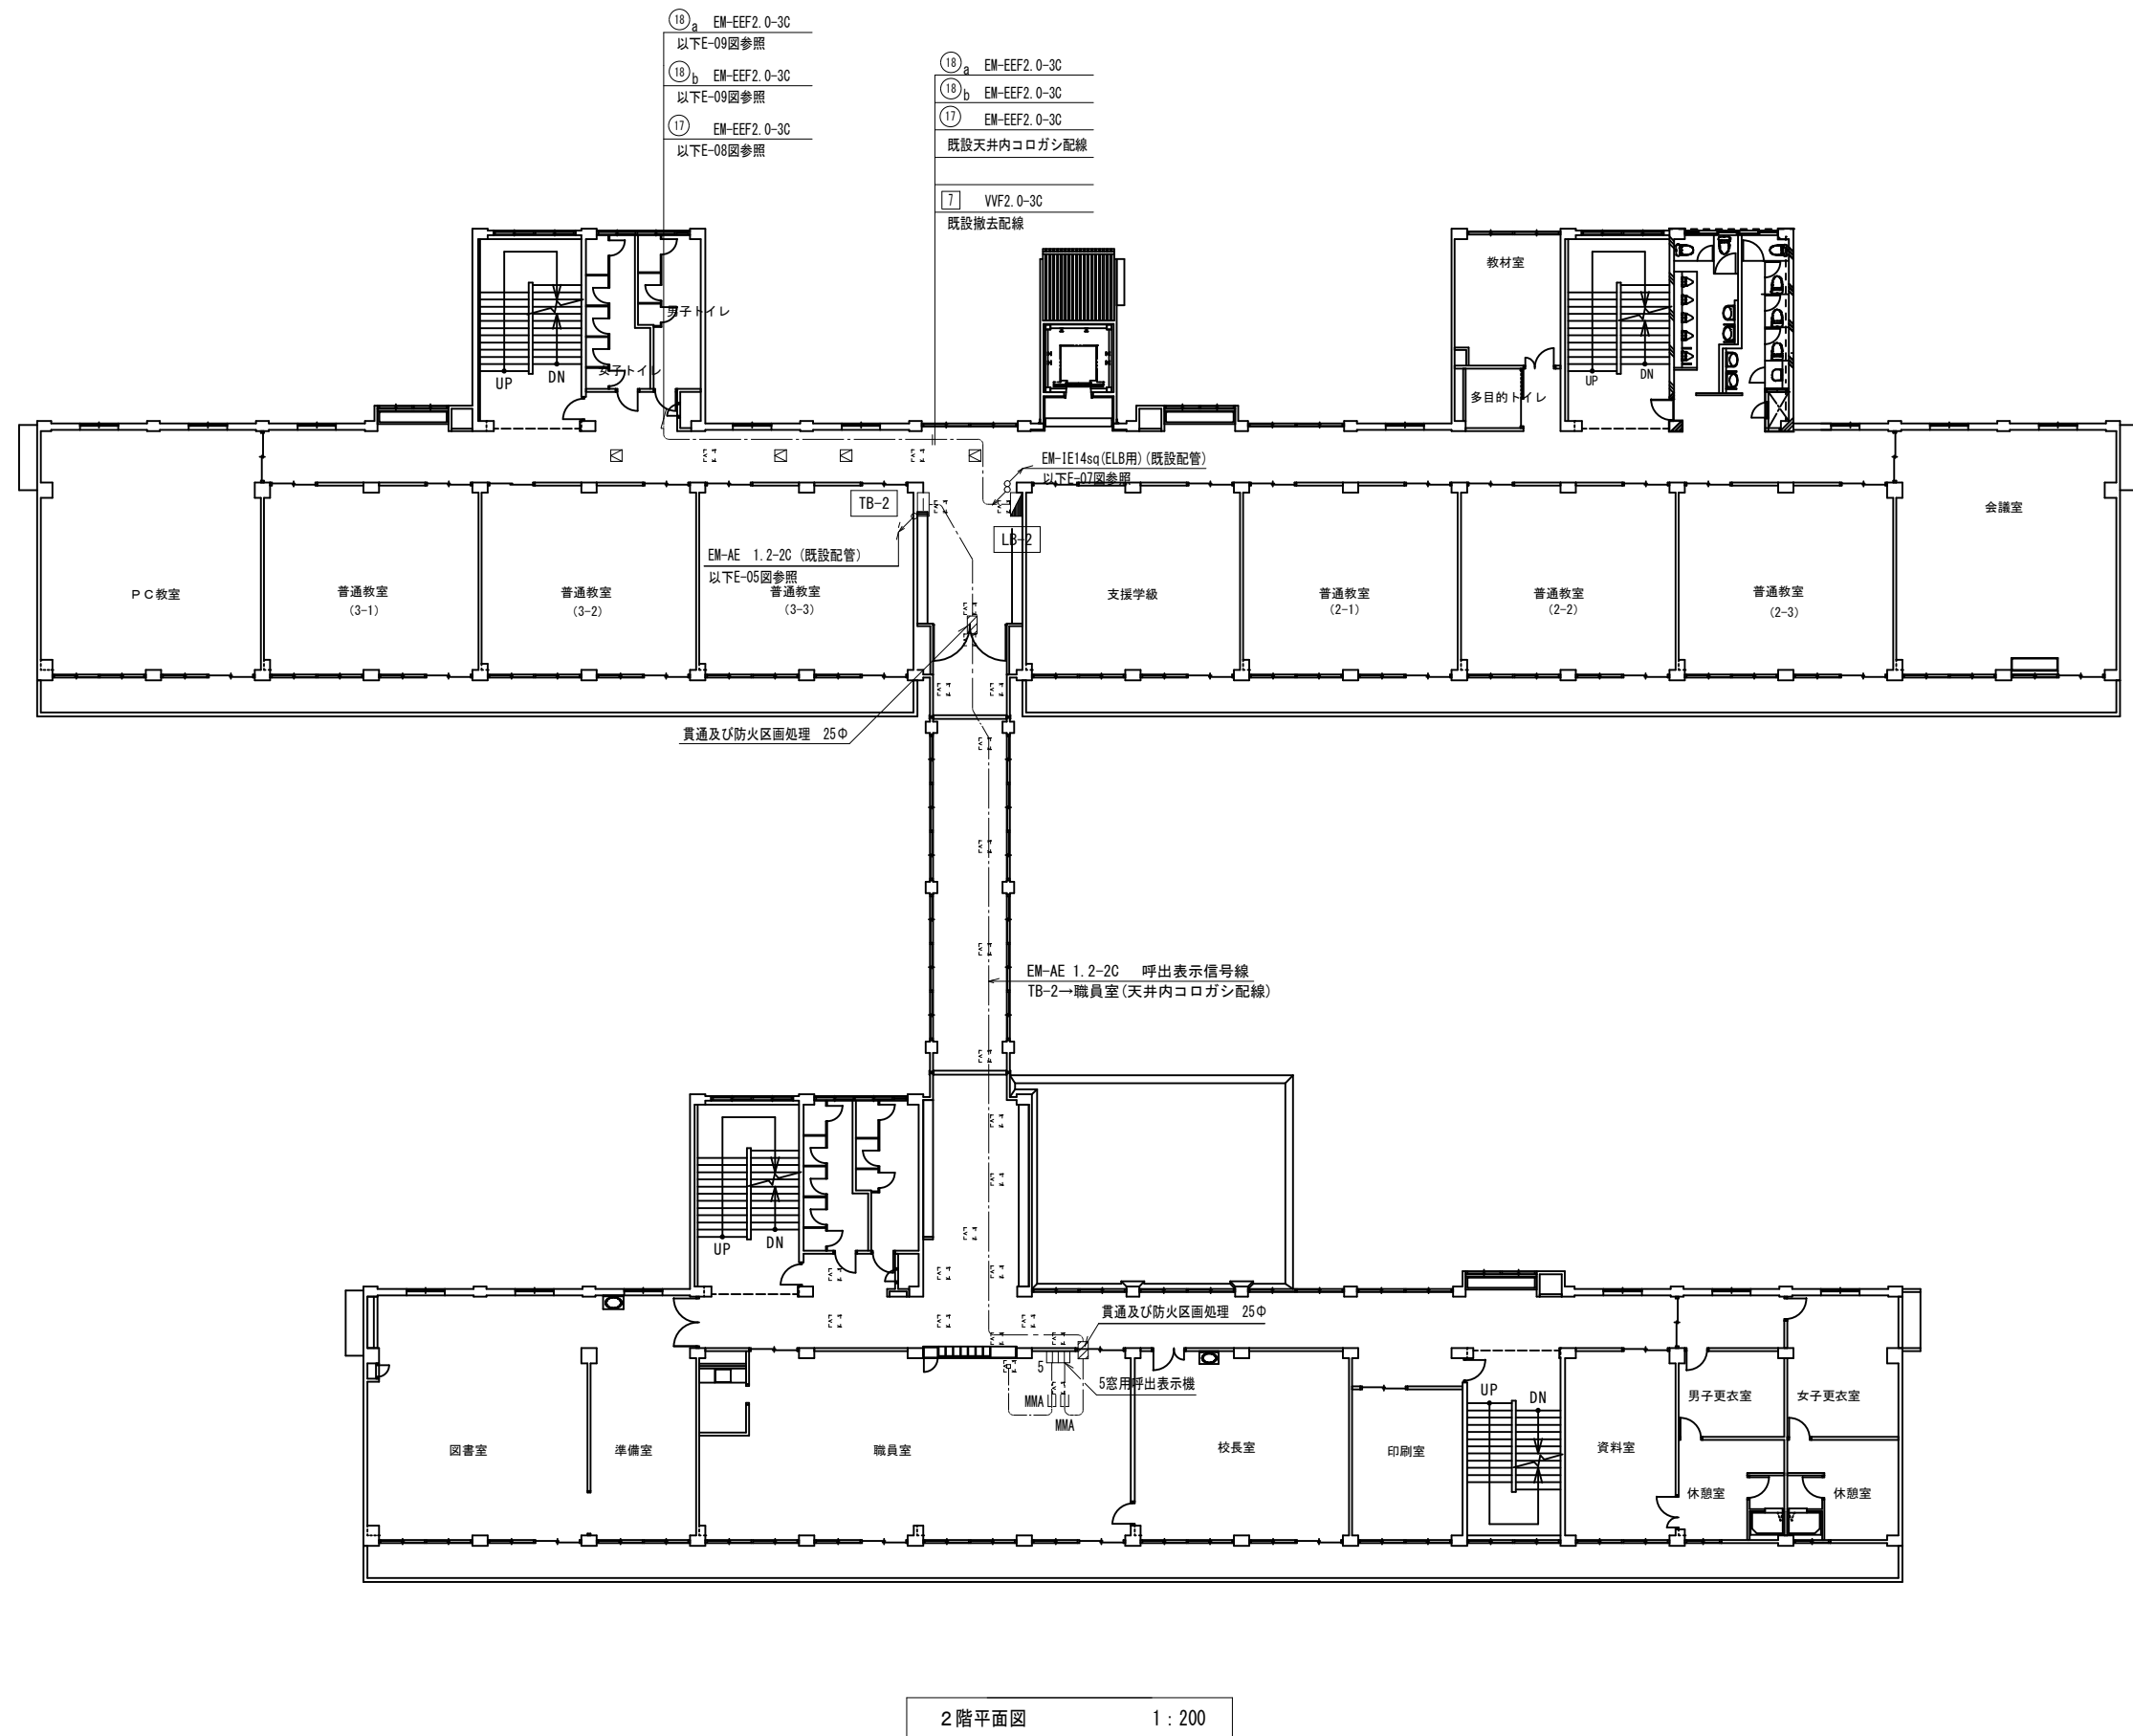 ⑱a EM-EEF2.0-3C
以下E-09図参照
⑱b EM-EEF2.0-3C
以下E-09図参照
⑰ EM-EEF2.0-3C
以下E-08図参照
⑱a EM-EEF2.0-3C
⑱b EM-EEF2.0-3C
⑰ EM-EEF2.0-3C
既設天井内コロガシ配線
7 VVF2.0-3C
既設撤去配線
男子トイレ
女子トイレ
UP
DN
教材室
多目的トイレ
UP
DN
EM-IE14sq(ELB用)(既設配管)
以下E-07図参照
TB-2
LB-2
EM-AE 1.2-2C (既設配管)
以下E-05図参照
PC教室
普通教室
(3-1)
普通教室
(3-2)
普通教室
(3-3)
支援学級
普通教室
(2-1)
普通教室
(2-2)
普通教室
(2-3)
会議室
貫通及び防火区画処理 25Φ
EM-AE 1.2-2C 呼出表示信号線
TB-2→職員室(天井内コロガシ配線)
UP
DN
貫通及び防火区画処理 25Φ
5
5窓用呼出表示機
MMA
MMA
図書室
準備室
職員室
校長室
印刷室
UP
DN
資料室
男子更衣室
女子更衣室
休憩室
休憩室
2階平面図 1:200